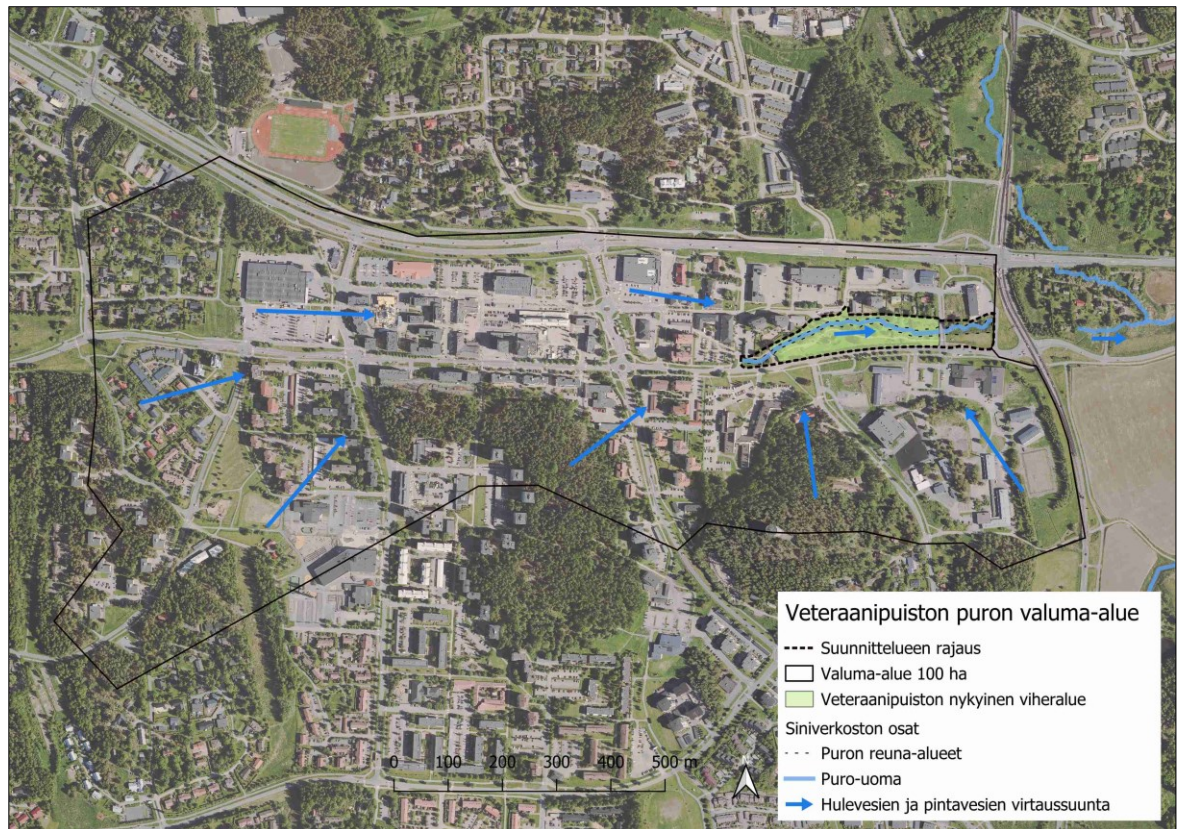 0 100 200 300 400 500 m
Veteraanipuiston puron valuma-alue
Suunnittelueen rajaus
Valuma-alue 100 ha
Veteraanipuiston nykyinen viheralue
Siniverkoston osat
Puron reuna-alueet
Puro-uoma
Hulevesien ja pintavesien virtaussuunta